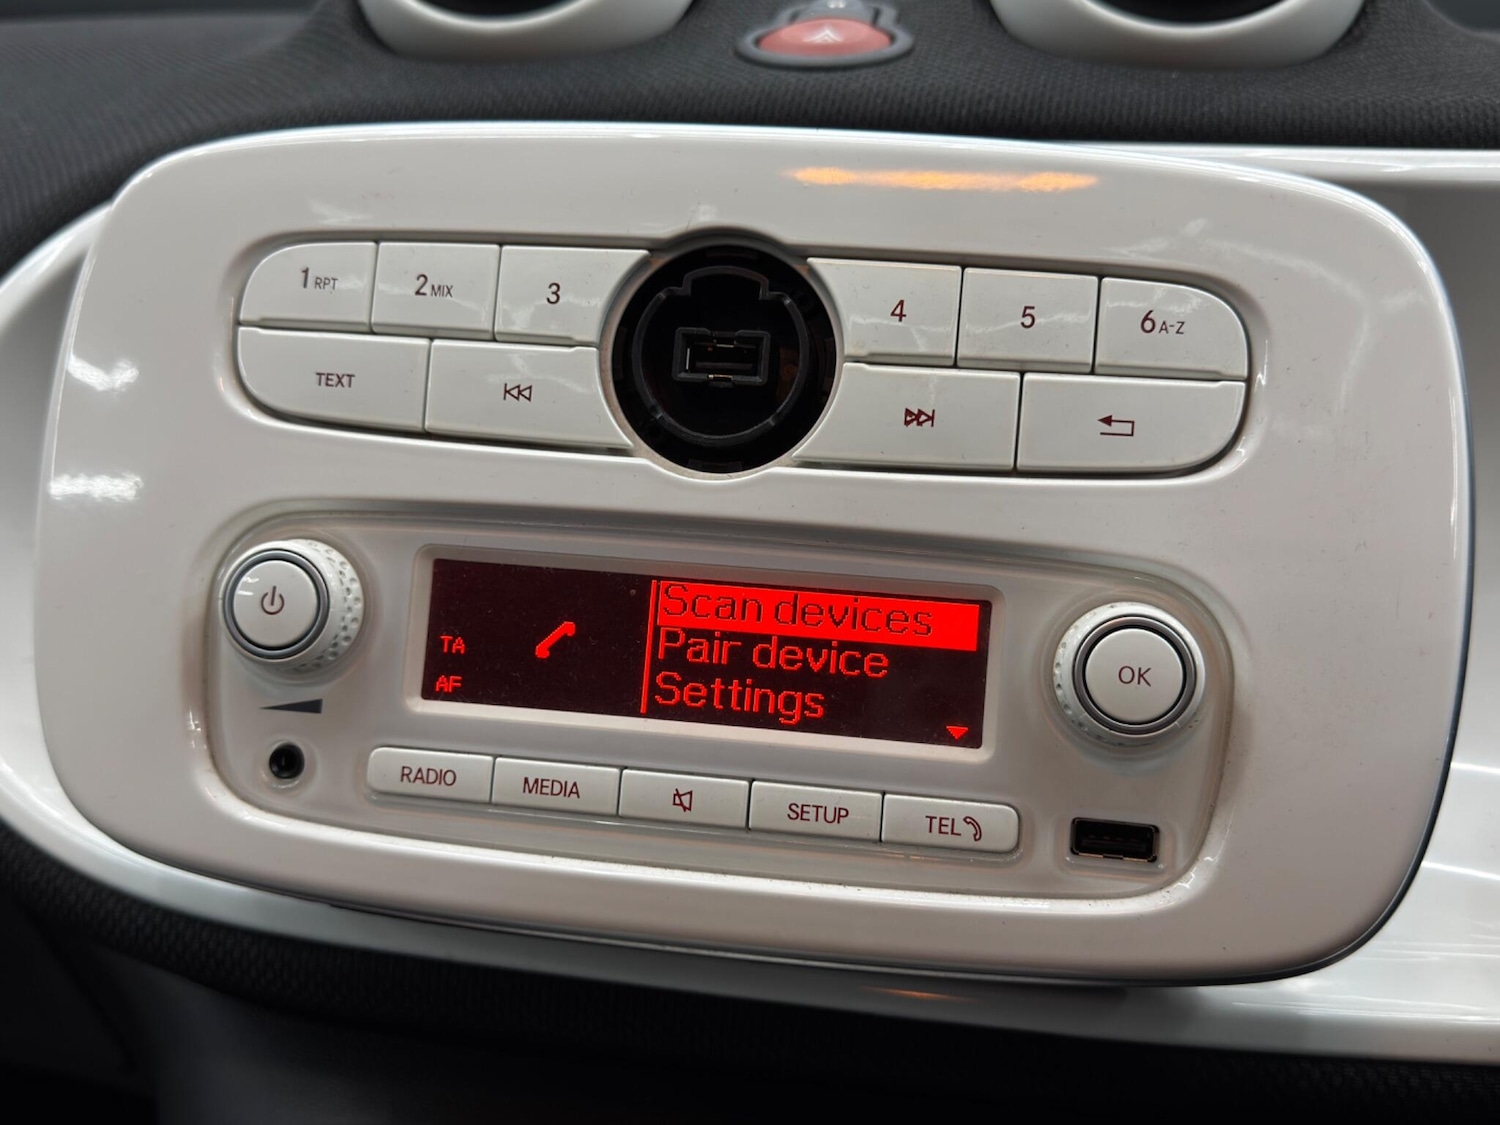 1 RPT
2 MIX
3
4
5
6 A-Z
TEXT
Scan devices
Pair device
Settings
TA
AF
OK
RADIO
MEDIA
SETUP
TEL